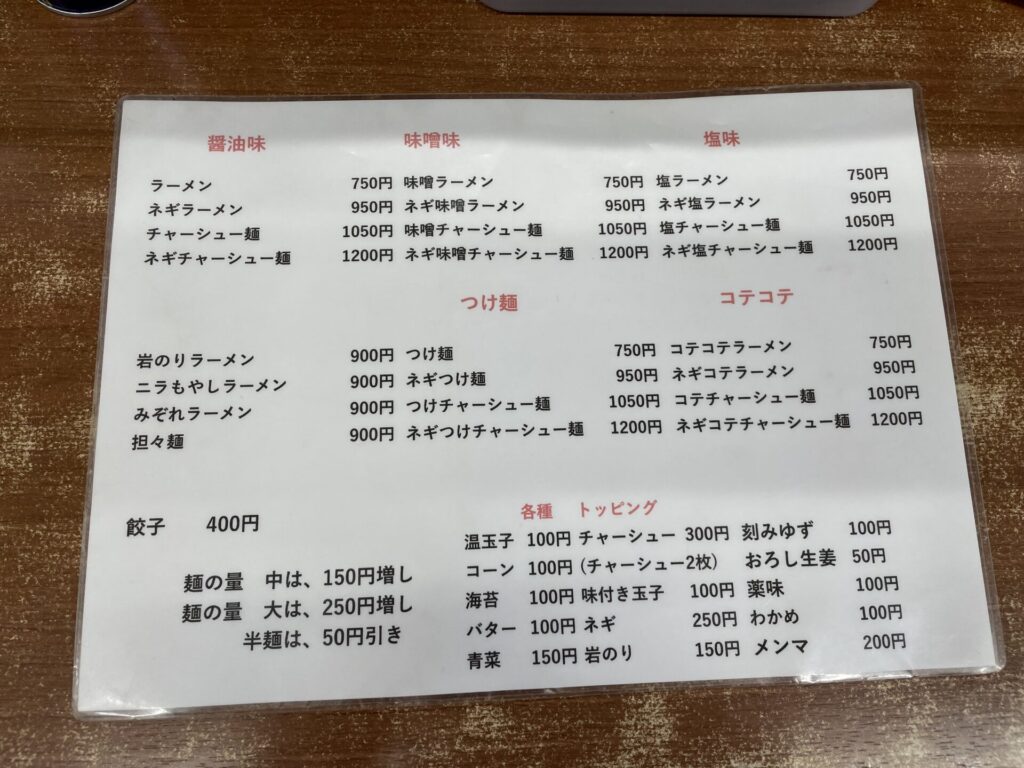 醤油味 味噌味 塩味
ラーメン 750円 味噌ラーメン 750円 塩ラーメン 750円
ネギラーメン 950円 ネギ味噌ラーメン 950円 ネギ塩ラーメン 950円
チャーシュー麺 1050円 味噌チャーシュー麺 1050円 塩チャーシュー麺 1050円
ネギチャーシュー麺 1200円 ネギ味噌チャーシュー麺 1200円 ネギ塩チャーシュー麺 1200円
つけ麺 コテコテ
岩のりラーメン 900円 つけ麺 750円 コテコテラーメン 750円
ニラもやしラーメン 900円 ネギつけ麺 950円 ネギコテラーメン 950円
みぞれラーメン 900円 つけチャーシュー麺 1050円 コテチャーシュー麺 1050円
担々麺 900円 ネギつけチャーシュー麺 1200円 ネギコテチャーシュー麺 1200円
餃子 400円
麺の量 中は、150円増し
麺の量 大は、250円増し
半麺は、50円引き
各種 トッピング
温玉子 100円 チャーシュー 300円 刻みゆず 100円
コーン 100円 (チャーシュー2枚) おろし生姜 50円
海苔 100円 味付き玉子 100円 薬味 100円
バター 100円 ネギ 250円 わかめ 100円
青菜 150円 岩のり 150円 メンマ 200円